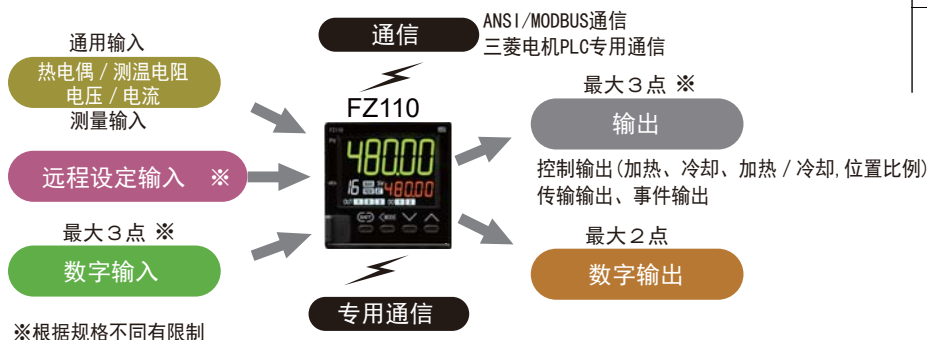 通信
ANSI/MODBUS通信
三菱电机PLC专用通信
通用输入
热电偶 / 测温电阻
电压 / 电流
测量输入
FZ110
最大3点 ※
输出
控制输出(加热、冷却、加热 / 冷却,位置比例)
传输输出、事件输出
远程设定输入 ※
480.00
16
480.00
SHIFT
<MODE
最大3点 ※
数字输入
最大2点
数字输出
专用通信
※根据规格不同有限制